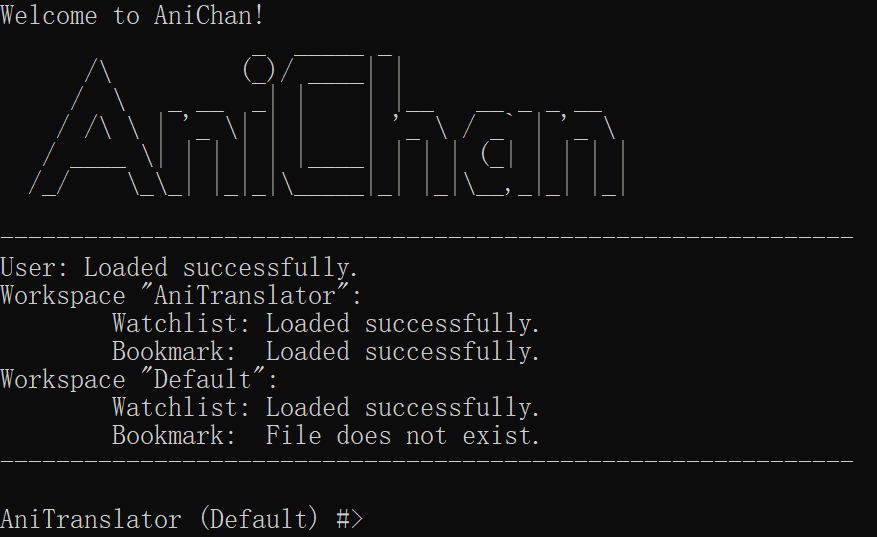 Welcome to AniChan!
AniChan
User: Loaded successfully.
Workspace "AniTranslator":
Watchlist: Loaded successfully.
Bookmark:  Loaded successfully.
Workspace "Default":
Watchlist: Loaded successfully.
Bookmark:  File does not exist.
AniTranslator (Default) #>